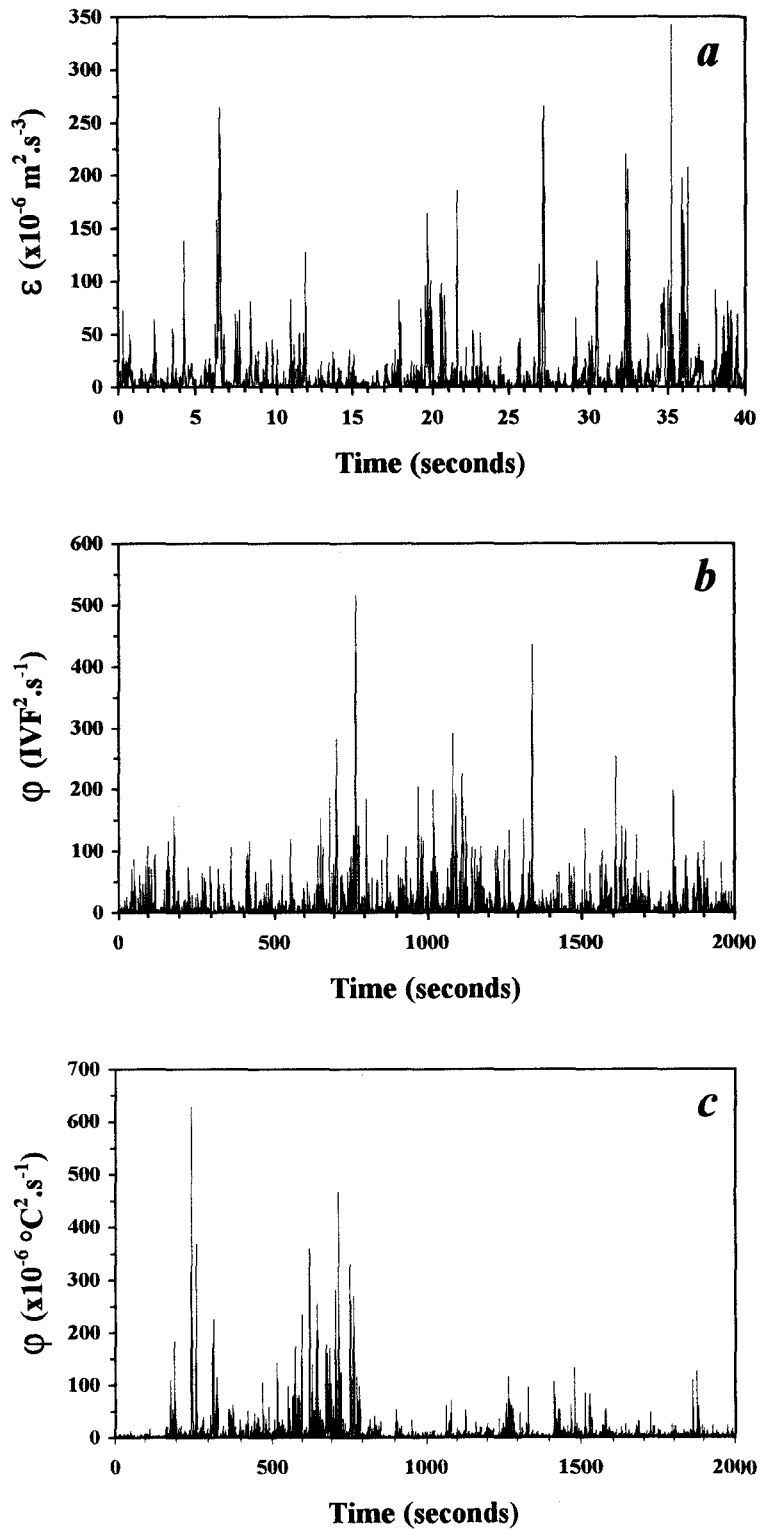 350
300
250
200
150
100
50
0
ε (x10⁻⁶ m².s⁻³)
a
0 5 10 15 20 25 30 35 40
Time (seconds)
600
500
400
300
200
100
0
φ (IVF².s⁻¹)
b
0 500 1000 1500 2000
Time (seconds)
700
600
500
400
300
200
100
0
φ (x10⁻⁶ °C².s⁻¹)
c
0 500 1000 1500 2000
Time (seconds)